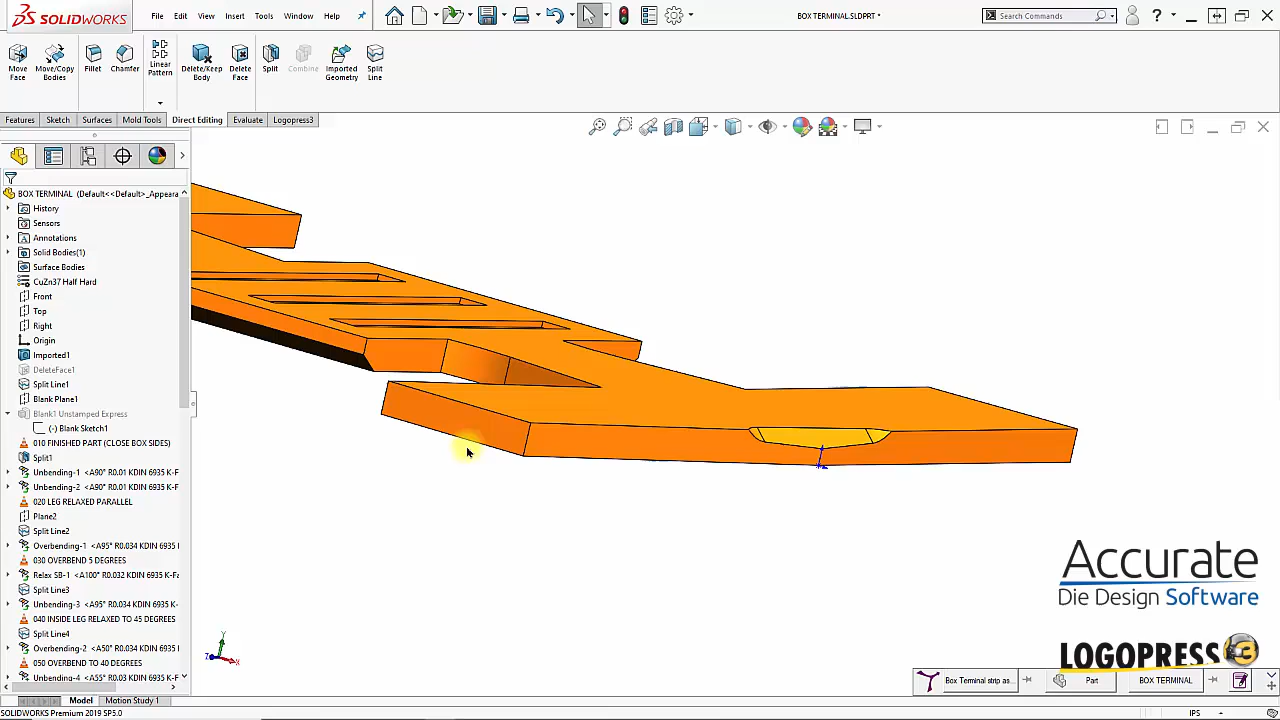 SOLIDWORKS
File Edit View Insert Tools Window Help
BOX TERMINAL.SLDPRT *
Search Commands
?
Move Face
Move/Copy Bodies
Fillet
Chamfer
Linear Pattern
Delete/Keep Body
Delete Face
Split
Combine
Imported Geometry
Split Line
Features Sketch Surfaces Mold Tools Direct Editing Evaluate Logopress3
BOX TERMINAL (Default<<Default>_Appeara
History
Sensors
Annotations
Solid Bodies(1)
Surface Bodies
CuZn37 Half Hard
Front
Top
Right
Origin
Imported1
DeleteFace1
Split Line1
Blank Plane1
Blank1 Unstamped Express
(-) Blank Sketch1
010 FINISHED PART (CLOSE BOX SIDES)
Split1
Unbending-1 <A90° R0.01 KDIN 6935 K-F
Unbending-2 <A90° R0.01 KDIN 6935 K-F
020 LEG RELAXED PARALLEL
Plane2
Split Line2
Overbending-1 <A95° R0.034 KDIN 6935 I
030 OVERBEND 5 DEGREES
Relax SB-1 <A100° R0.032 KDIN 6935 K-Fa
Split Line3
Unbending-3 <A95° R0.034 KDIN 6935 K-
040 INSIDE LEG RELAXED TO 45 DEGREES
Split Line4
Overbending-2 <A50° R0.034 KDIN 6935 K
050 OVERBEND TO 40 DEGREES
Unbending-4 <A45° R0.03 KDIN 6935 K-
Y
Z
X
Accurate
Die Design Software
LOGOPRESS 3
Box Terminal strip as...
Part
BOX TERMINAL
Model Motion Study 1
SOLIDWORKS Premium 2019 SP5.0
IPS